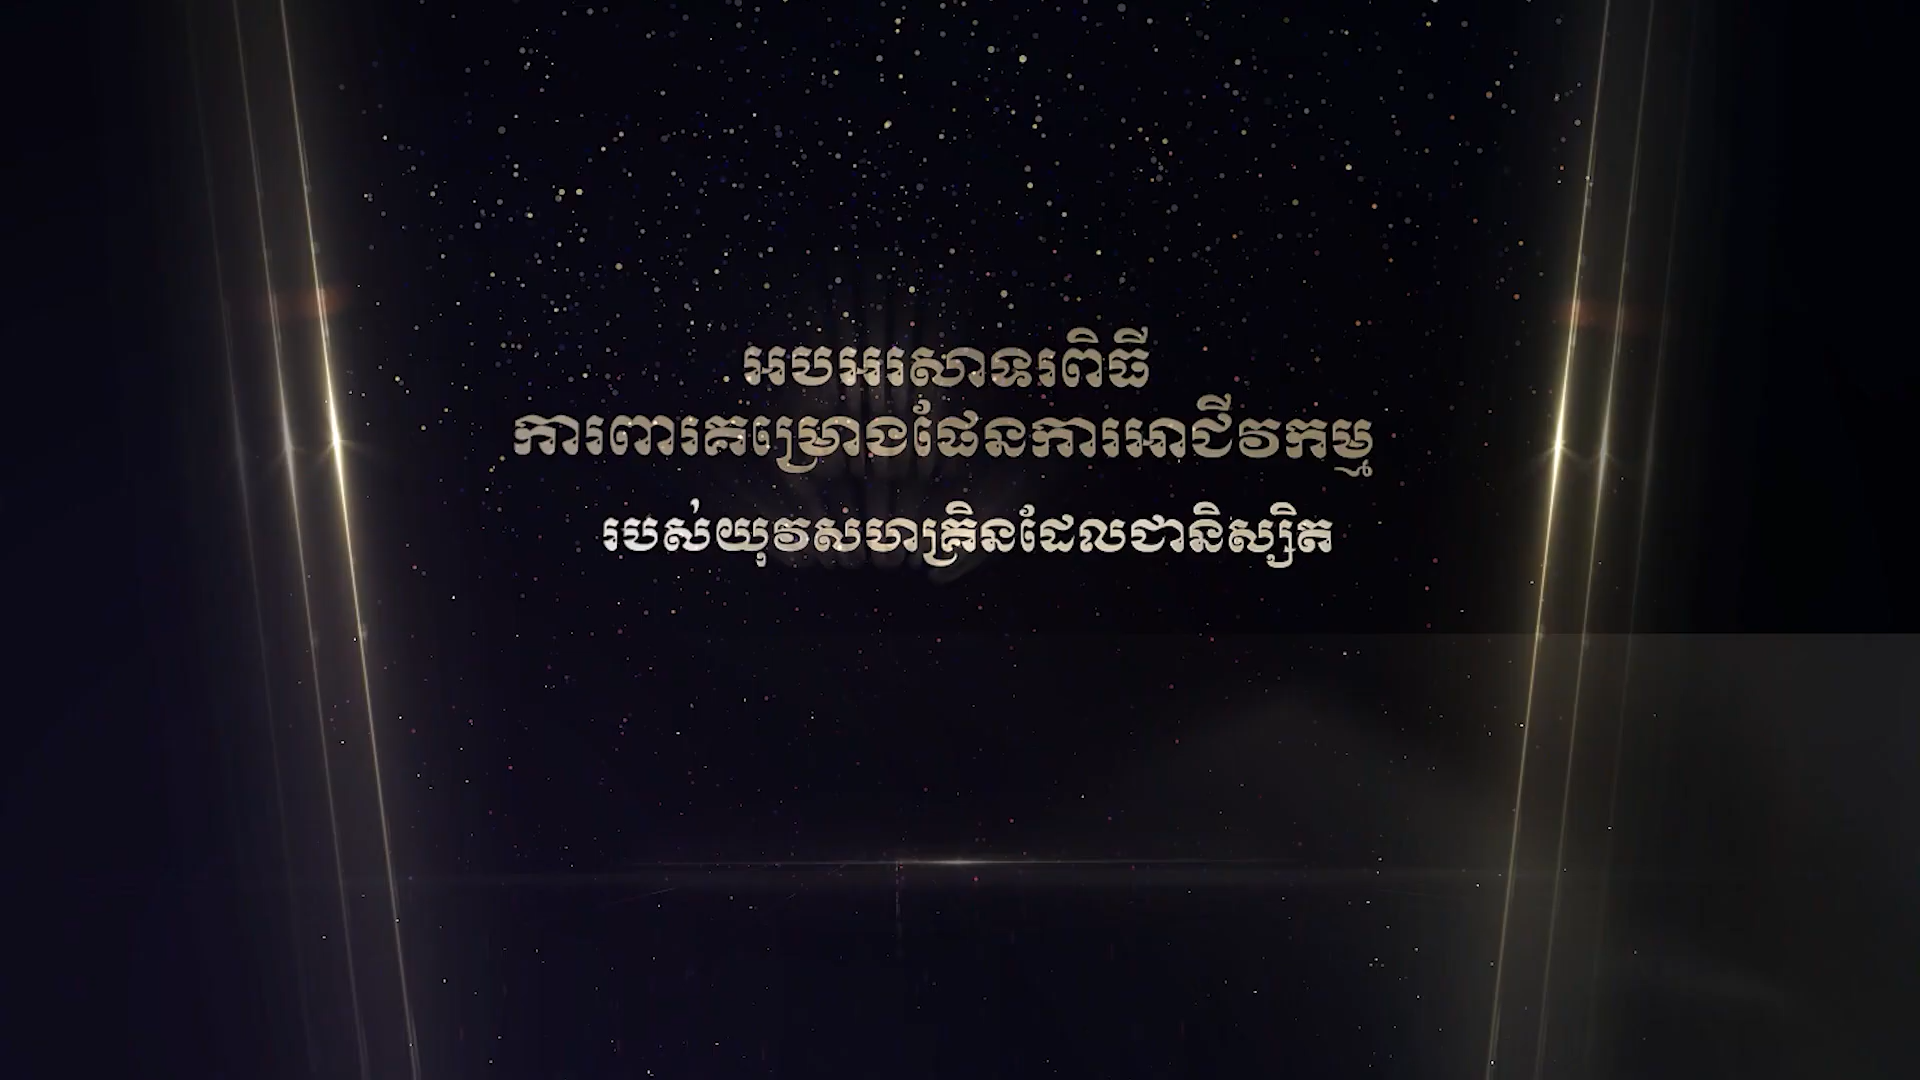 អបអរសាទរពិធី
ការពារគម្រោងផែនការអាជីវកម្ម
របស់យុវសហគ្រិនដែលជានិស្សិត